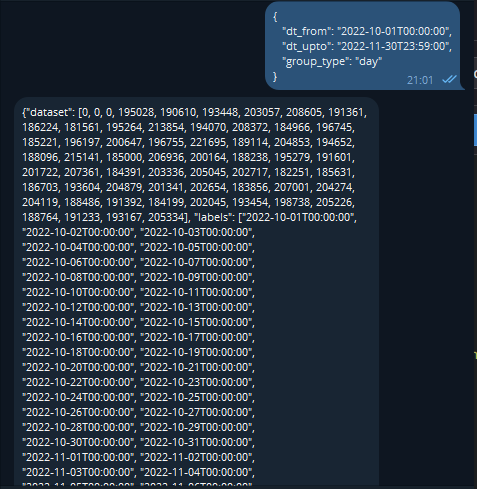 {
"dt_from": "2022-10-01T00:00:00",
"dt_upto": "2022-11-30T23:59:00",
"group_type": "day"
}
21:01
{"dataset": [0, 0, 0, 195028, 190610, 193448, 203057, 208605, 191361,
186224, 181561, 195264, 213854, 194070, 208372, 184966, 196745,
185221, 196197, 200647, 196755, 221695, 189114, 204853, 194652,
188096, 215141, 185000, 206936, 200164, 188238, 195279, 191601,
201722, 207361, 184391, 203336, 205045, 202717, 182251, 185631,
186703, 193604, 204879, 201341, 202654, 183856, 207001, 204274,
204119, 188486, 191392, 184199, 202045, 193454, 198738, 205226,
188764, 191233, 193167, 205334], "labels": ["2022-10-01T00:00:00",
"2022-10-02T00:00:00", "2022-10-03T00:00:00",
"2022-10-04T00:00:00", "2022-10-05T00:00:00",
"2022-10-06T00:00:00", "2022-10-07T00:00:00",
"2022-10-08T00:00:00", "2022-10-09T00:00:00",
"2022-10-10T00:00:00", "2022-10-11T00:00:00",
"2022-10-12T00:00:00", "2022-10-13T00:00:00",
"2022-10-14T00:00:00", "2022-10-15T00:00:00",
"2022-10-16T00:00:00", "2022-10-17T00:00:00",
"2022-10-18T00:00:00", "2022-10-19T00:00:00",
"2022-10-20T00:00:00", "2022-10-21T00:00:00",
"2022-10-22T00:00:00", "2022-10-23T00:00:00",
"2022-10-24T00:00:00", "2022-10-25T00:00:00",
"2022-10-26T00:00:00", "2022-10-27T00:00:00",
"2022-10-28T00:00:00", "2022-10-29T00:00:00",
"2022-10-30T00:00:00", "2022-10-31T00:00:00",
"2022-11-01T00:00:00", "2022-11-02T00:00:00",
"2022-11-03T00:00:00", "2022-11-04T00:00:00",